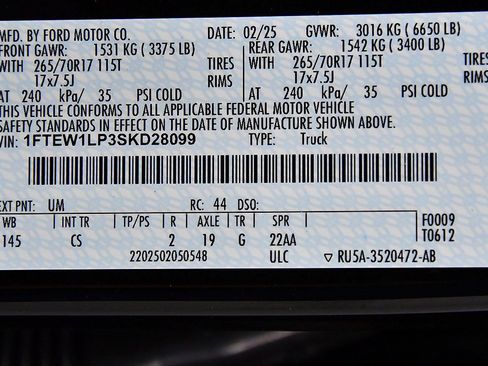 MFD. BY FORD MOTOR CO. 02/25 GVWR: 3016 KG ( 6650 LB)
FRONT GAWR: 1531 KG ( 3375 LB) REAR GAWR: 1542 KG ( 3400 LB)
WITH 265/70R17 115T TIRES WITH 265/70R17 115T TIRES
17x7.5J RIMS 17x7.5J RIMS
AT 240 kPa/ 35 PSI COLD AT 240 kPa/ 35 PSI COLD
THIS VEHICLE CONFORMS TO ALL APPLICABLE FEDERAL MOTOR VEHICLE
SAFETY STANDARDS IN EFFECT ON THE DATE OF MANUFACTURE SHOWN ABOVE.
VIN: 1FTEW1LP3SKD28099 TYPE: Truck
EXT PNT: UM RC: 44 DSO:
WB INT TR TP/PS R AXLE TR SPR F0009
145 CS 2 19 G 22AA T0612
2202502050548 ULC ▽ RU5A-3520472-AB